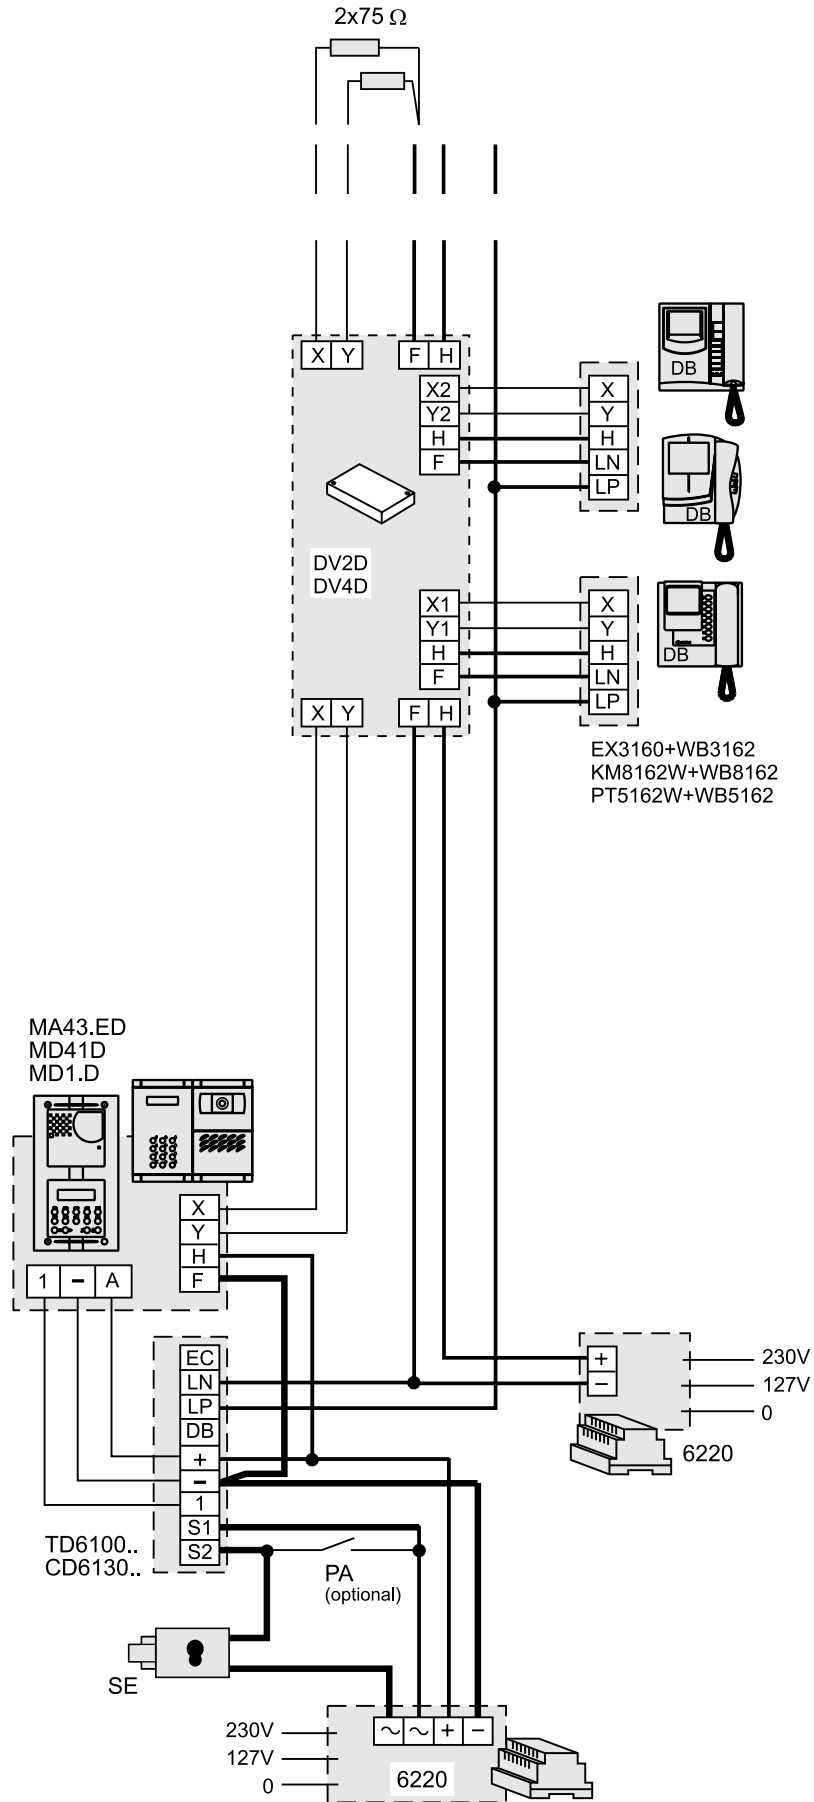 2x75 Ω
X Y F H
X2
Y2
H
F
X
Y
H
LN
LP
DB
DB
DV2D
DV4D
X1
Y1
H
F
X
Y
H
LN
LP
DB
X Y F H
EX3160+WB3162
KM8162W+WB8162
PT5162W+WB5162
MA43.ED
MD41D
MD1.D
X
Y
H
F
1 − A
EC
LN
LP
DB
+
−
1
S1
S2
+
−
230V
127V
0
6220
TD6100..
CD6130..
PA
(optional)
SE
∼ ∼ + −
230V
127V
0
6220